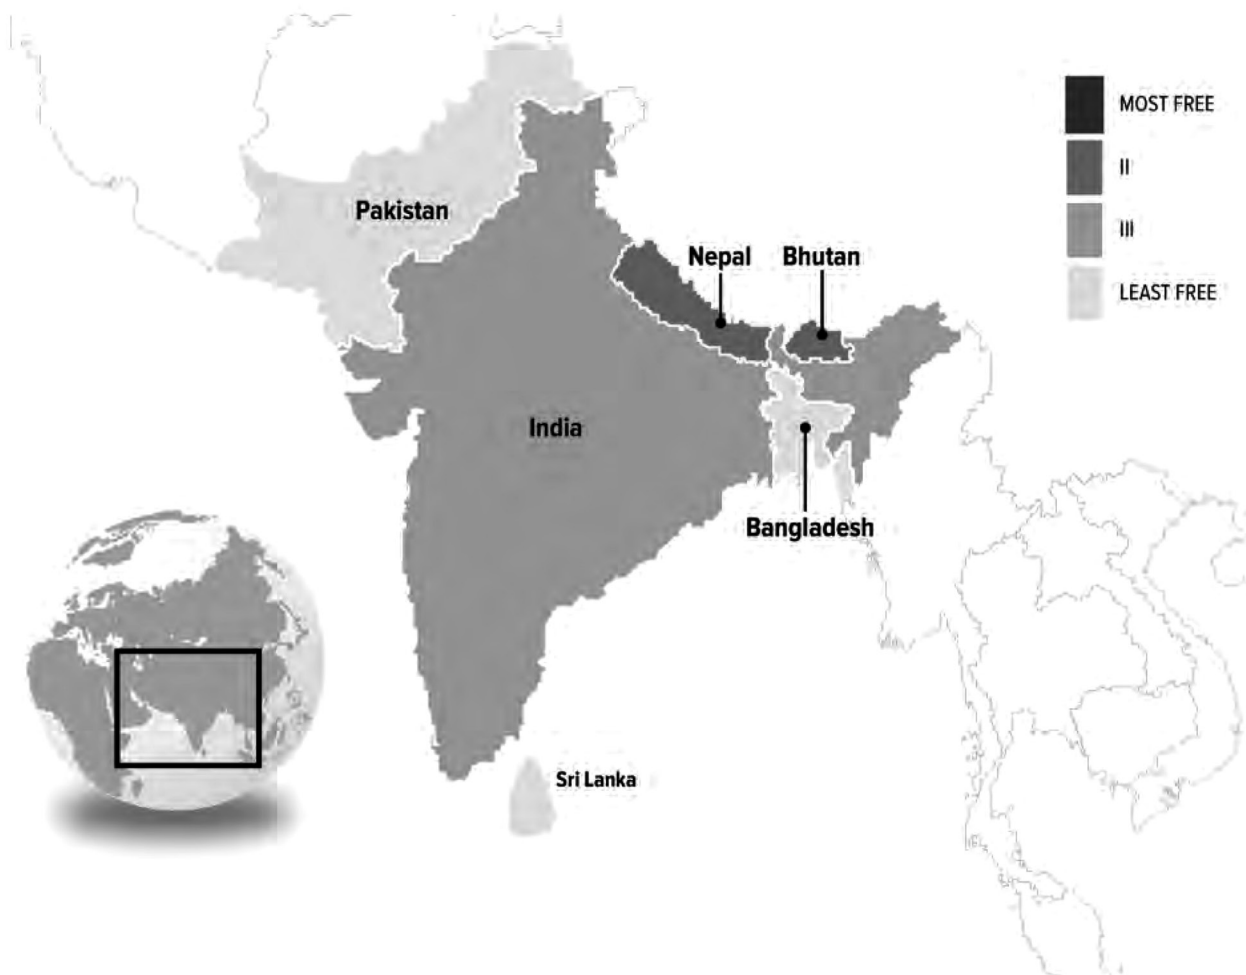 MOST FREE
II
III
LEAST FREE
Pakistan
Nepal
Bhutan
India
Bangladesh
Sri Lanka